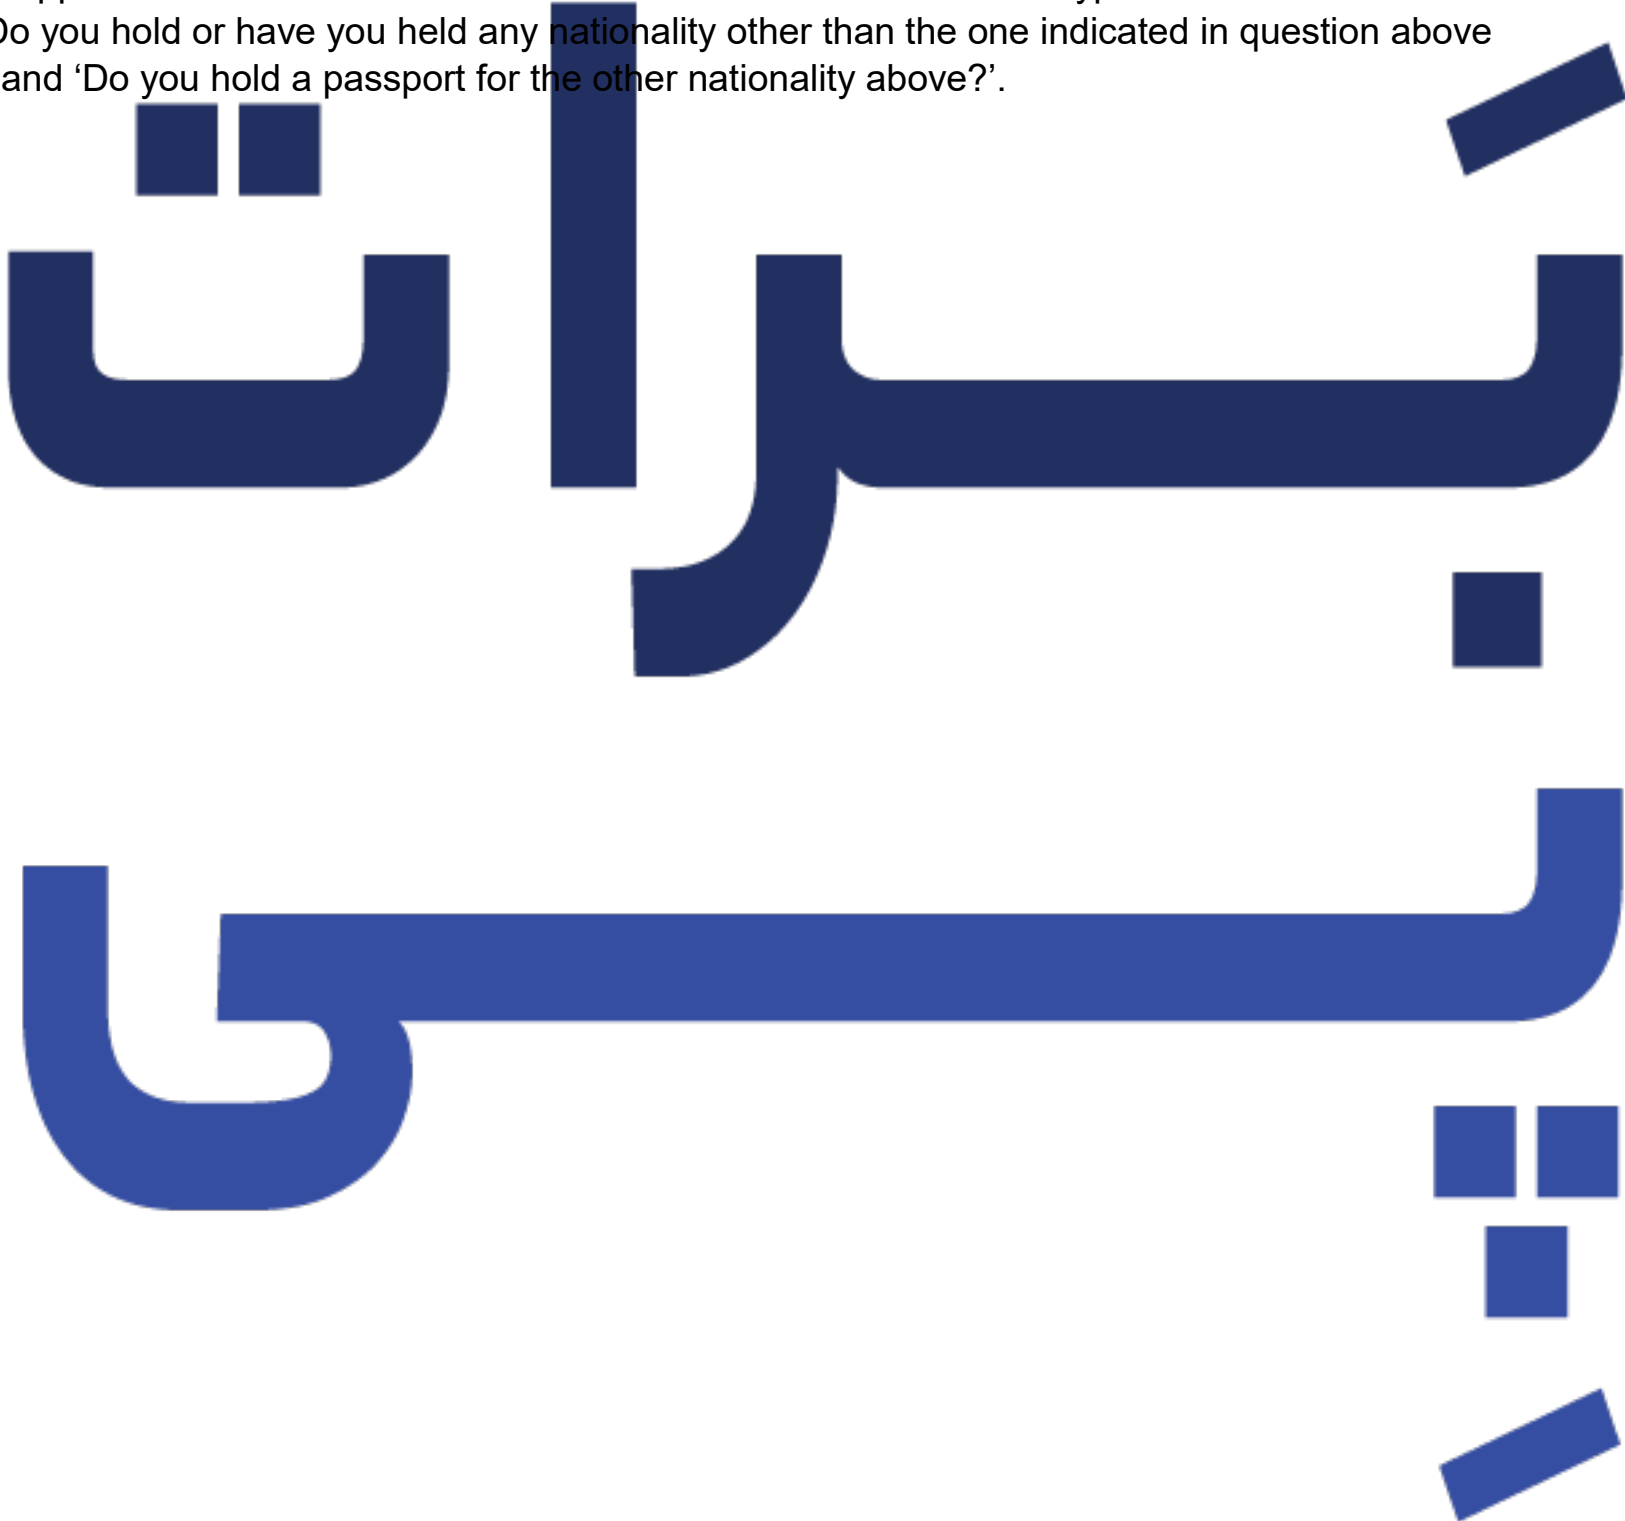 Do you hold or have you held any nationality other than the one indicated in question above
and ‘Do you hold a passport for the other nationality above?’.
بَرات
پِی